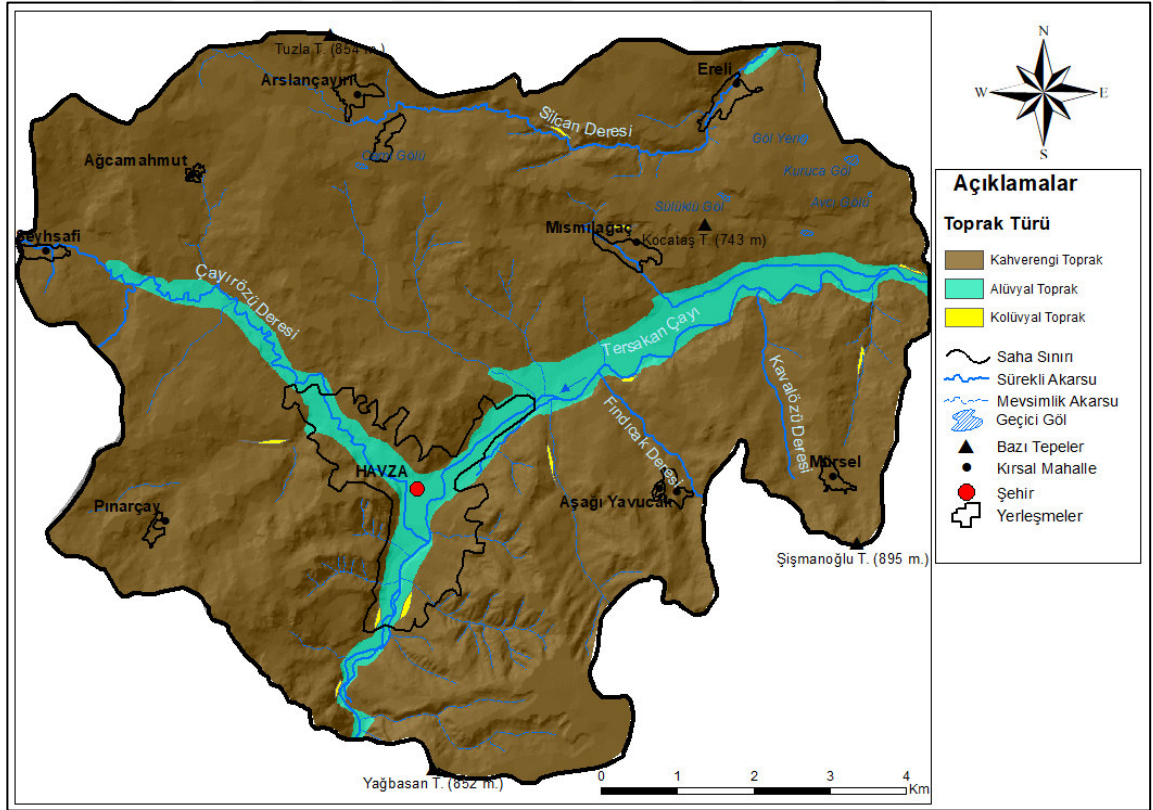 Tuzla T. (854 m.)
Arslançayırı
Ereli
Silcan Deresi
Göl Yeri
Ağcamahmut
Kuruca Göl
Sülüklü Göl
Avcı Gölü
Mısmılağaç
Kocataş T. (743 m)
Şeyhsafi
Çayırözü Deresi
Tersakan Çayı
Kavalözü Deresi
Fındıcak Deresi
HAVZA
Mürsel
Aşağı Yavucak
Pınarçay
Şişmanoğlu T. (895 m.)
Yağbasan T. (852 m.)
0 1 2 3 4
Km
N
W E
S
Açıklamalar
Toprak Türü
Kahverengi Toprak
Alüvyal Toprak
Kolüvyal Toprak
Saha Sınırı
Sürekli Akarsu
Mevsimlik Akarsu
Geçici Göl
Bazı Tepeler
Kırsal Mahalle
Şehir
Yerleşmeler